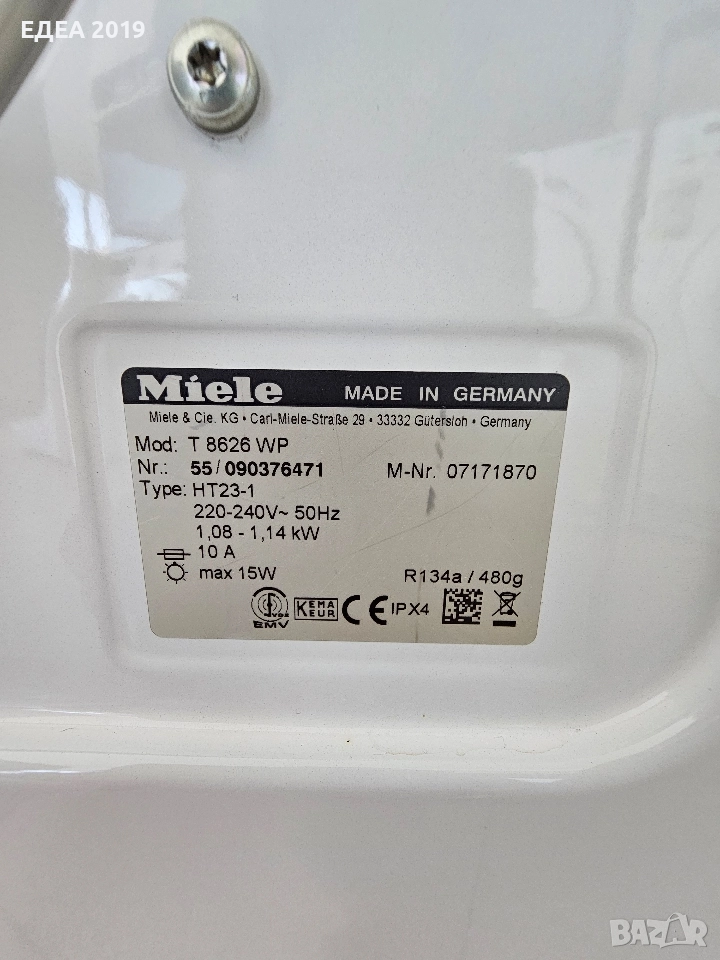 ЕДЕА 2019
Miele MADE IN GERMANY
Miele & Cie. KG • Carl-Miele-Straße 29 • 33332 Gütersloh • Germany
Mod: T 8626 WP
Nr.: 55/090376471 M-Nr. 07171870
Type: HT23-1
220-240V~ 50Hz
1,08 - 1,14 kW
10 A
max 15W R134a / 480g
VDE EMV KEMA KEUR CE IPX4
BAZAR